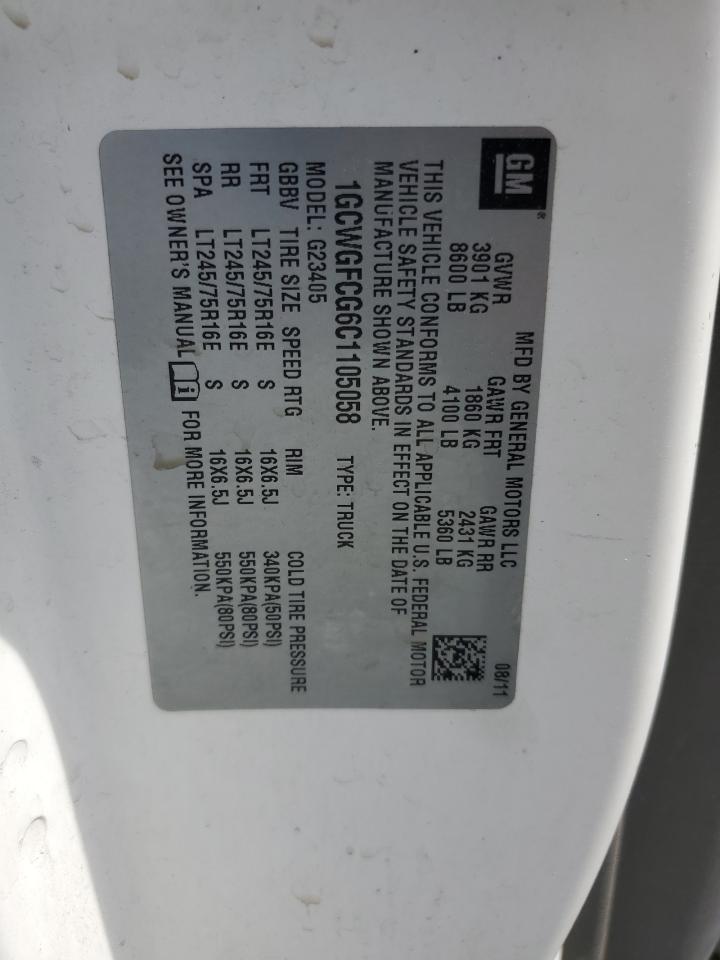 GM®
MFD BY GENERAL MOTORS LLC 08/11
GVWR GAWR FRT GAWR RR
3901 KG 1860 KG 2431 KG
8600 LB 4100 LB 5360 LB
THIS VEHICLE CONFORMS TO ALL APPLICABLE U.S. FEDERAL MOTOR
VEHICLE SAFETY STANDARDS IN EFFECT ON THE DATE OF
MANUFACTURE SHOWN ABOVE.
1GCWGFCG6C1105058 TYPE: TRUCK
MODEL: G23405
GBBV TIRE SIZE SPEED RTG RIM COLD TIRE PRESSURE
FRT LT245/75R16E S 16X6.5J 340KPA(50PSI)
RR LT245/75R16E S 16X6.5J 550KPA(80PSI)
SPA LT245/75R16E S 16X6.5J 550KPA(80PSI)
SEE OWNER'S MANUAL i FOR MORE INFORMATION.